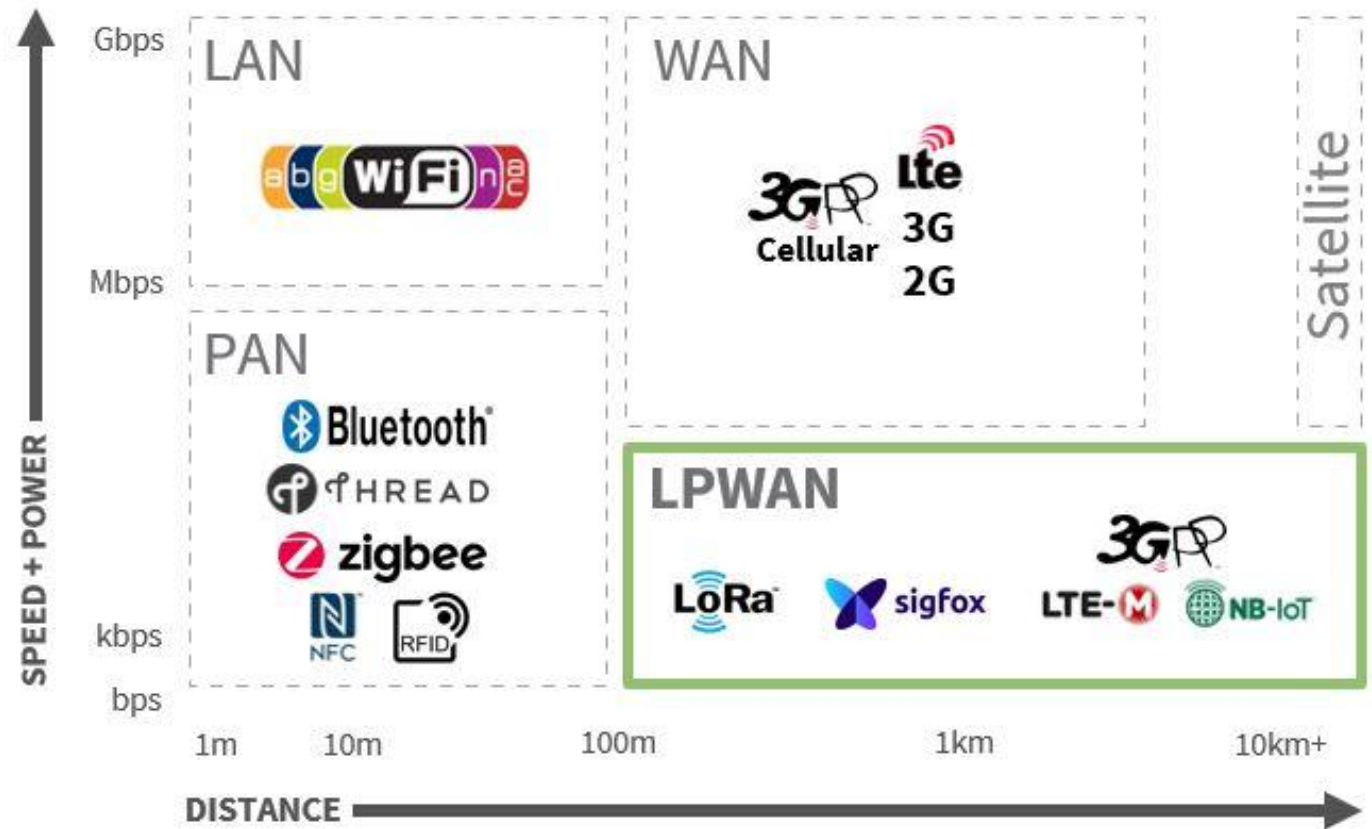 SPEED + POWER
Gbps
Mbps
kbps
bps
LAN
a b g WiFi n ac
WAN
3GPP
Cellular
Lte
3G
2G
Satellite
PAN
Bluetooth®
THREAD
zigbee
NFC
RFID
LPWAN
LoRa™
sigfox
3GPP
LTE-M
NB-IoT
1m 10m 100m 1km 10km+
DISTANCE